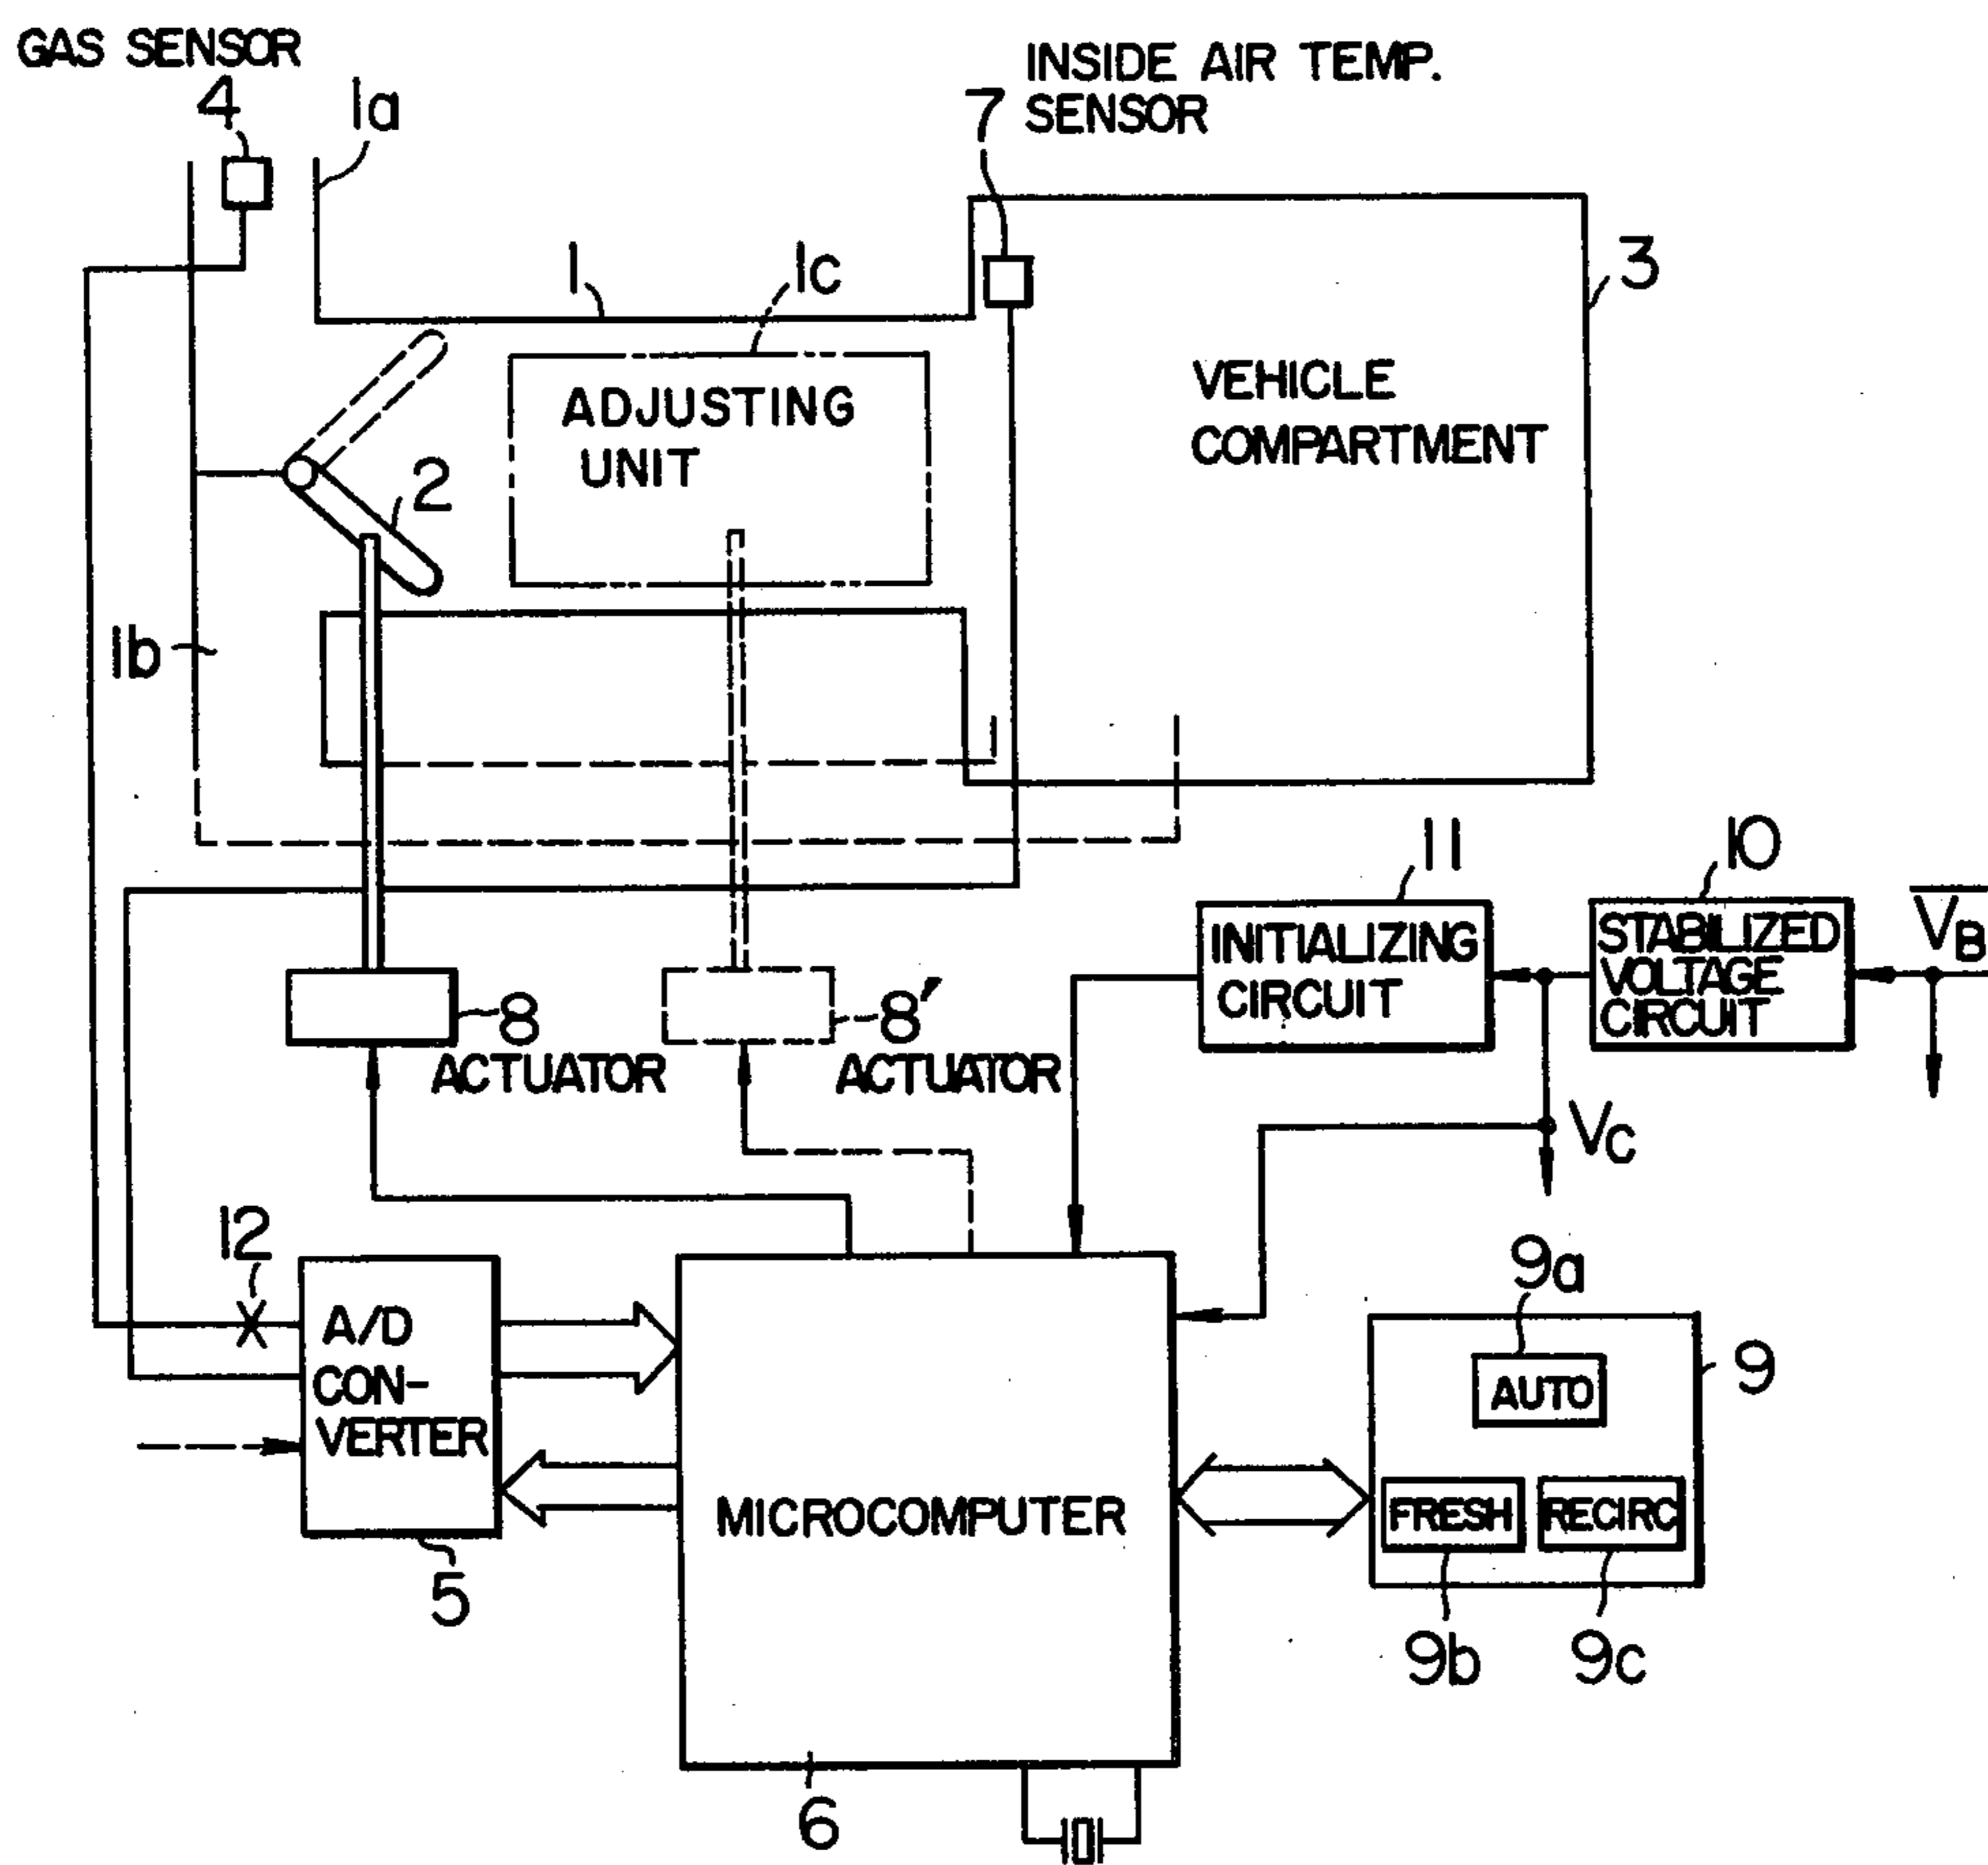 GAS SENSOR
4
1a
7
INSIDE AIR TEMP.
SENSOR
1
1c
3
ADJUSTING
UNIT
VEHICLE
COMPARTMENT
2
1b
11
10
INITIALIZING
CIRCUIT
STABILIZED
VOLTAGE
CIRCUIT
VB
8
ACTUATOR
8′
ACTUATOR
VC
12
A/D
CON-
VERTER
9a
AUTO
9
MICROCOMPUTER
FRESH
RECIRC
5
9b
9c
6